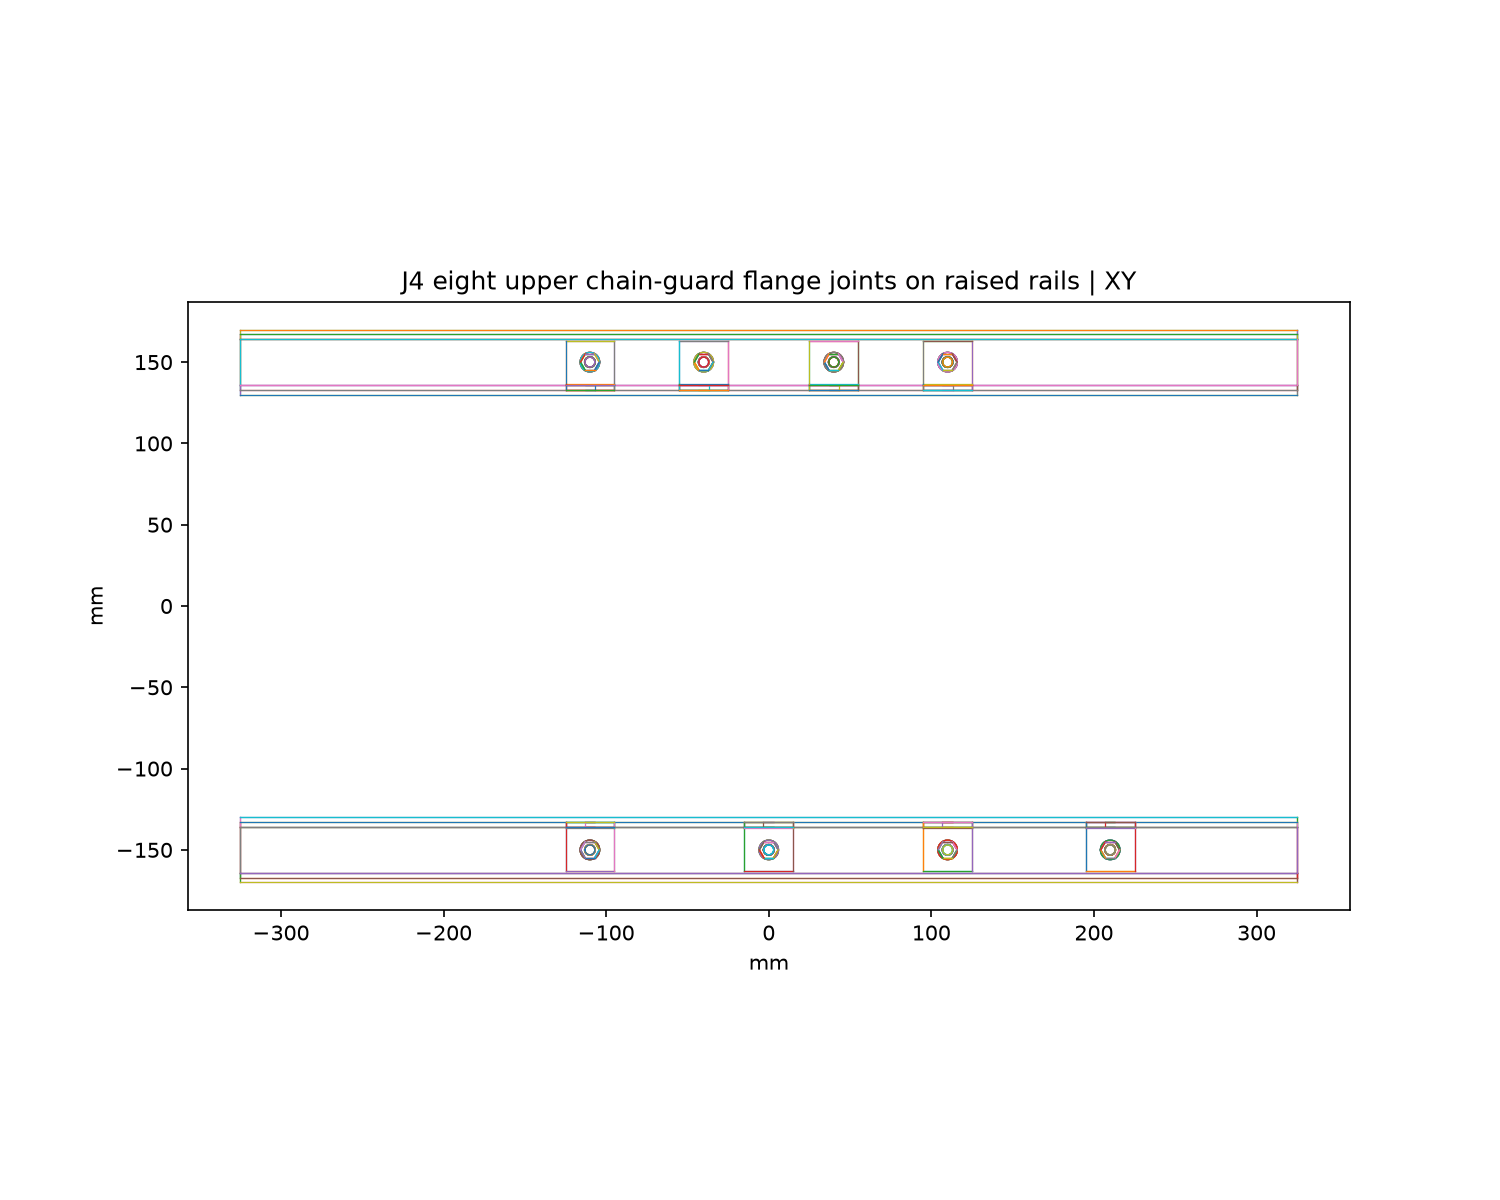 J4 eight upper chain-guard flange joints on raised rails | XY
150
100
50
0
−50
−100
−150
mm
−300 −200 −100 0 100 200 300
mm